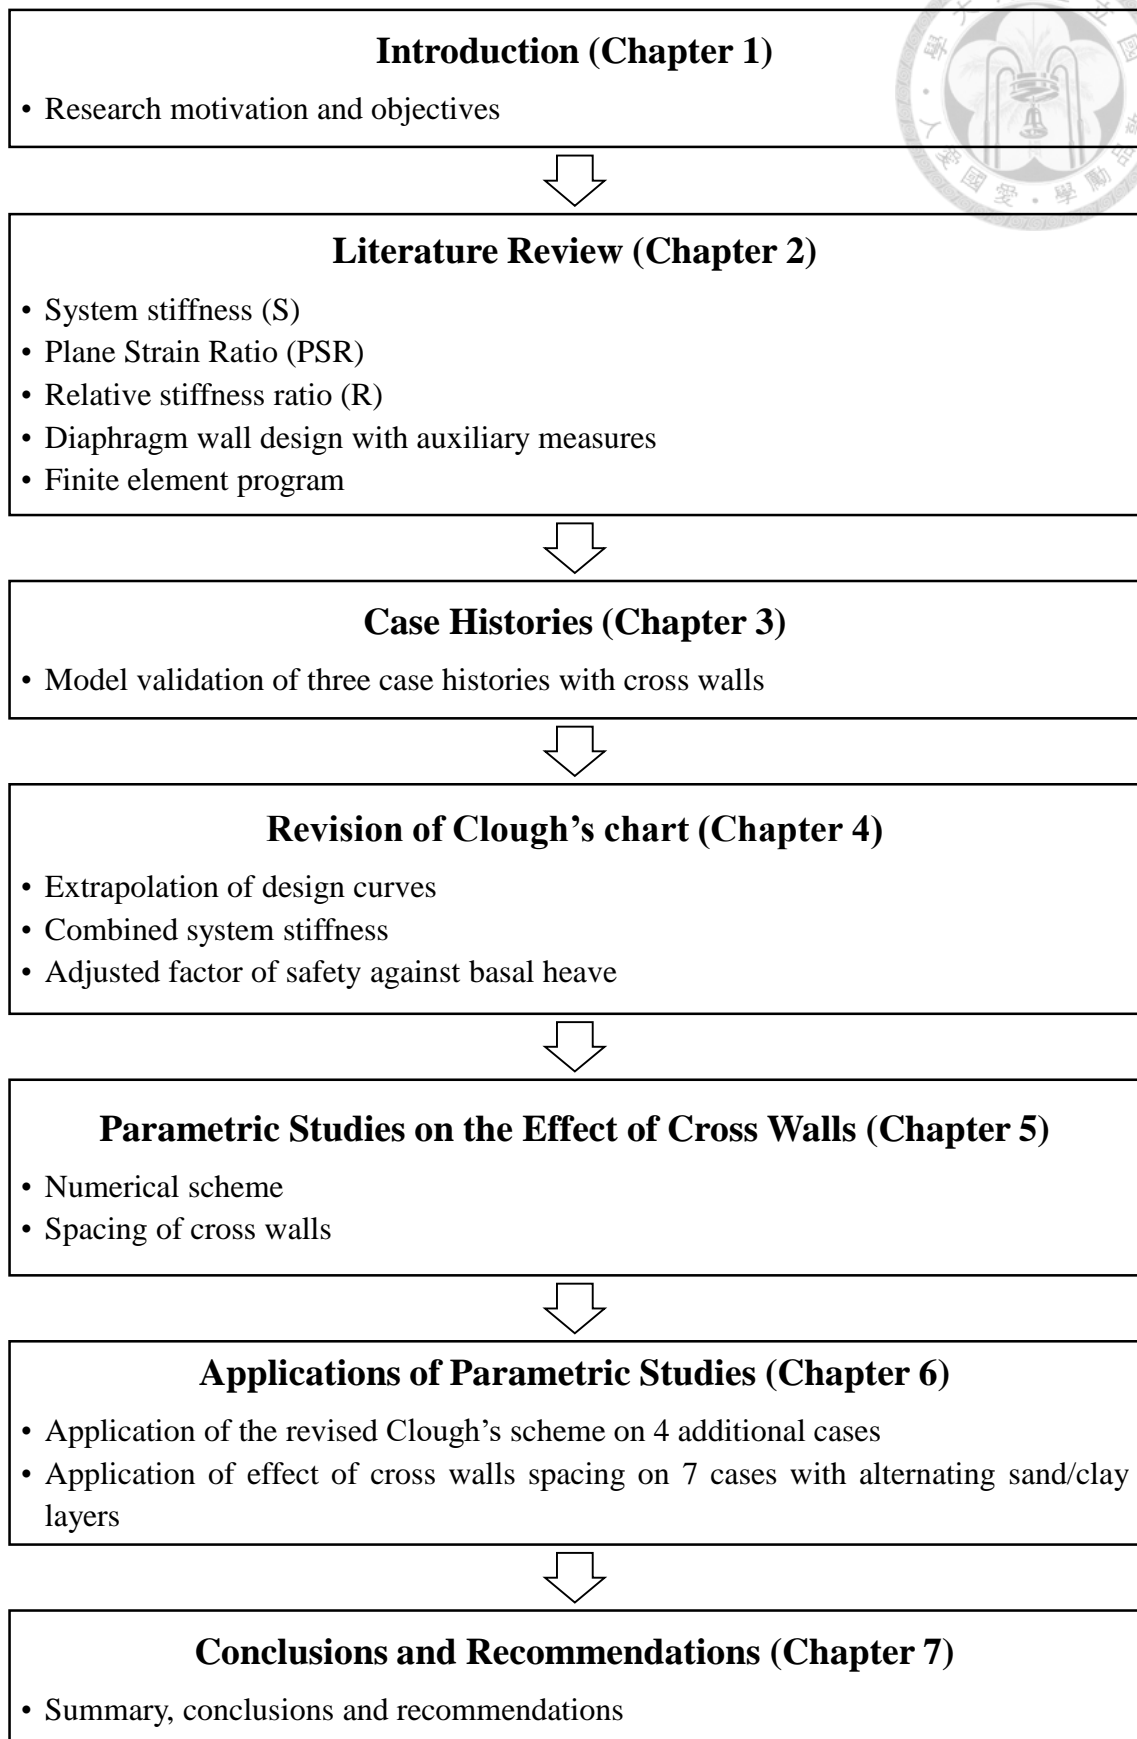 Introduction (Chapter 1)
• Research motivation and objectives
Literature Review (Chapter 2)
• System stiffness (S)
• Plane Strain Ratio (PSR)
• Relative stiffness ratio (R)
• Diaphragm wall design with auxiliary measures
• Finite element program
Case Histories (Chapter 3)
• Model validation of three case histories with cross walls
Revision of Clough’s chart (Chapter 4)
• Extrapolation of design curves
• Combined system stiffness
• Adjusted factor of safety against basal heave
Parametric Studies on the Effect of Cross Walls (Chapter 5)
• Numerical scheme
• Spacing of cross walls
Applications of Parametric Studies (Chapter 6)
• Application of the revised Clough’s scheme on 4 additional cases
• Application of effect of cross walls spacing on 7 cases with alternating sand/clay
layers
Conclusions and Recommendations (Chapter 7)
• Summary, conclusions and recommendations